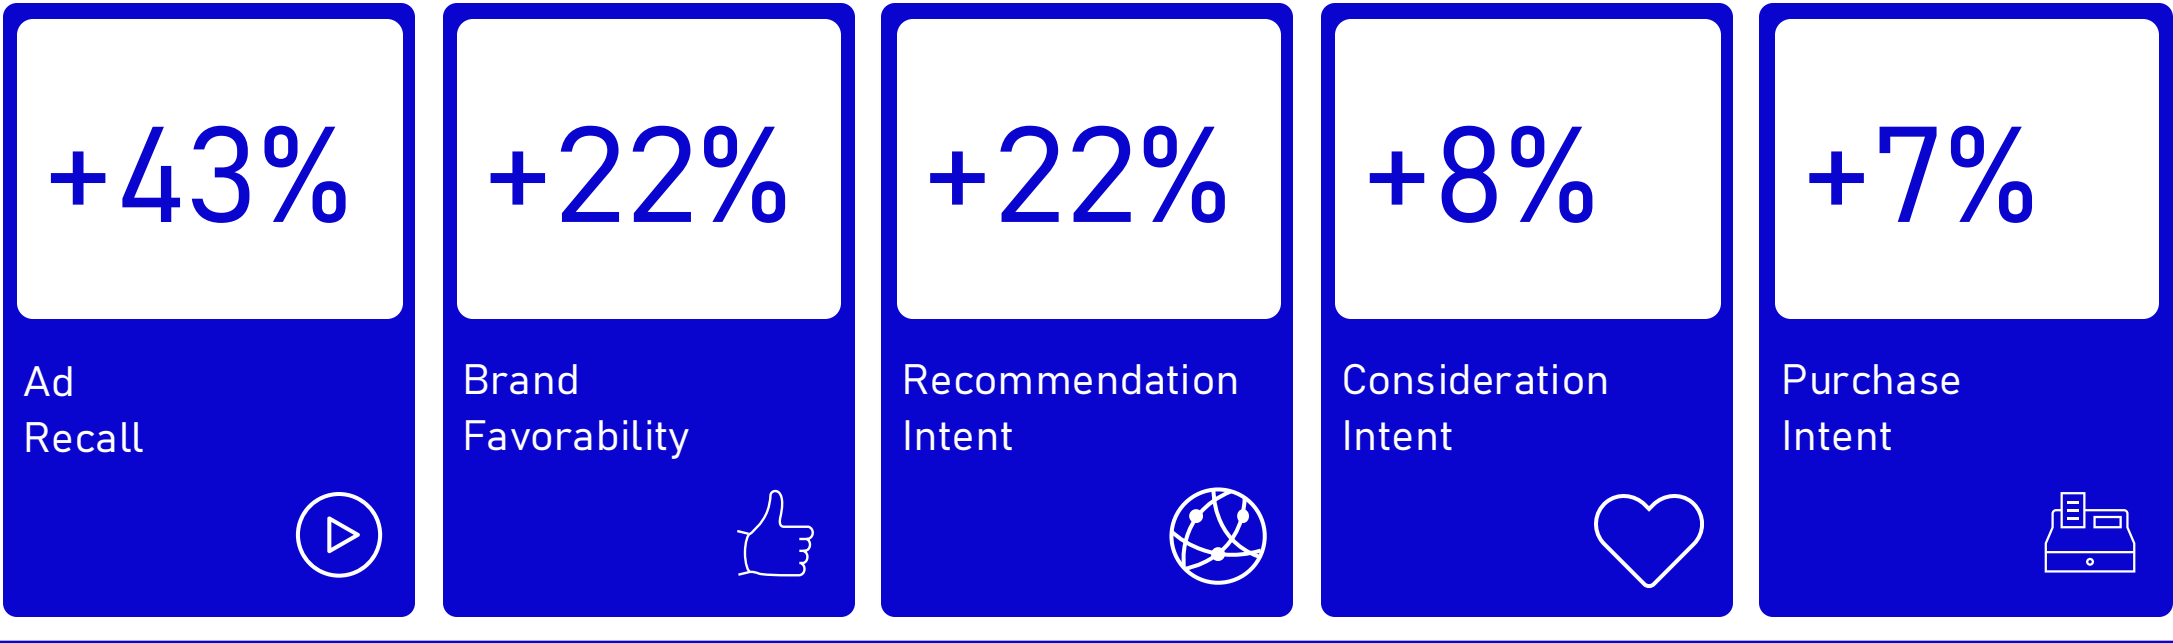 +43%
Ad
Recall
+22%
Brand
Favorability
+22%
Recommendation
Intent
+8%
Consideration
Intent
+7%
Purchase
Intent